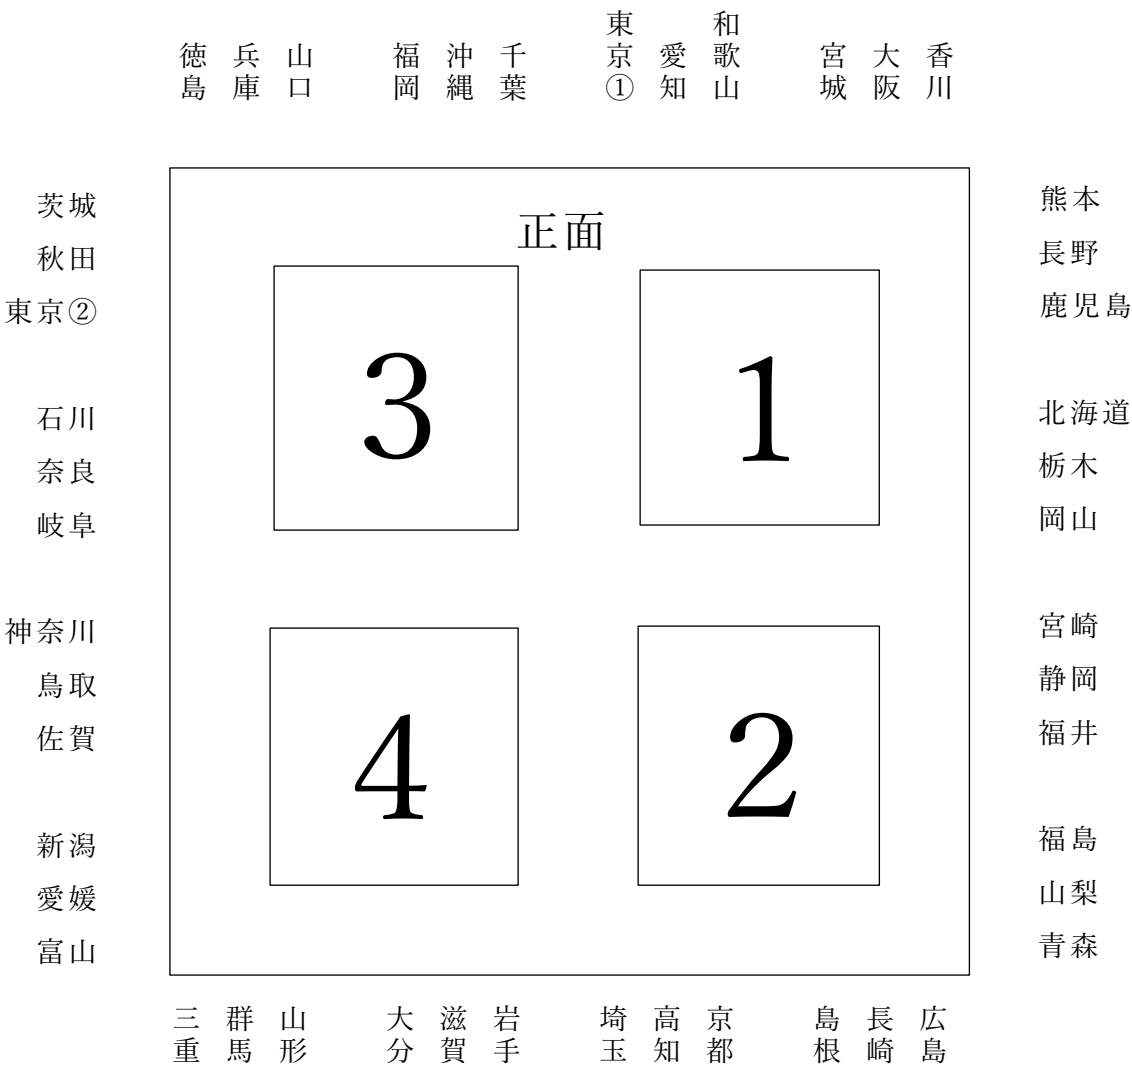 徳島
兵庫
山口
福岡
沖縄
千葉
東京①
愛知
和歌山
宮城
大阪
香川
茨城
秋田
東京②
石川
奈良
岐阜
神奈川
鳥取
佐賀
新潟
愛媛
富山
正面
3
1
4
2
熊本
長野
鹿児島
北海道
栃木
岡山
宮崎
静岡
福井
福島
山梨
青森
三重
群馬
山形
大分
滋賀
岩手
埼玉
高知
京都
島根
長崎
広島